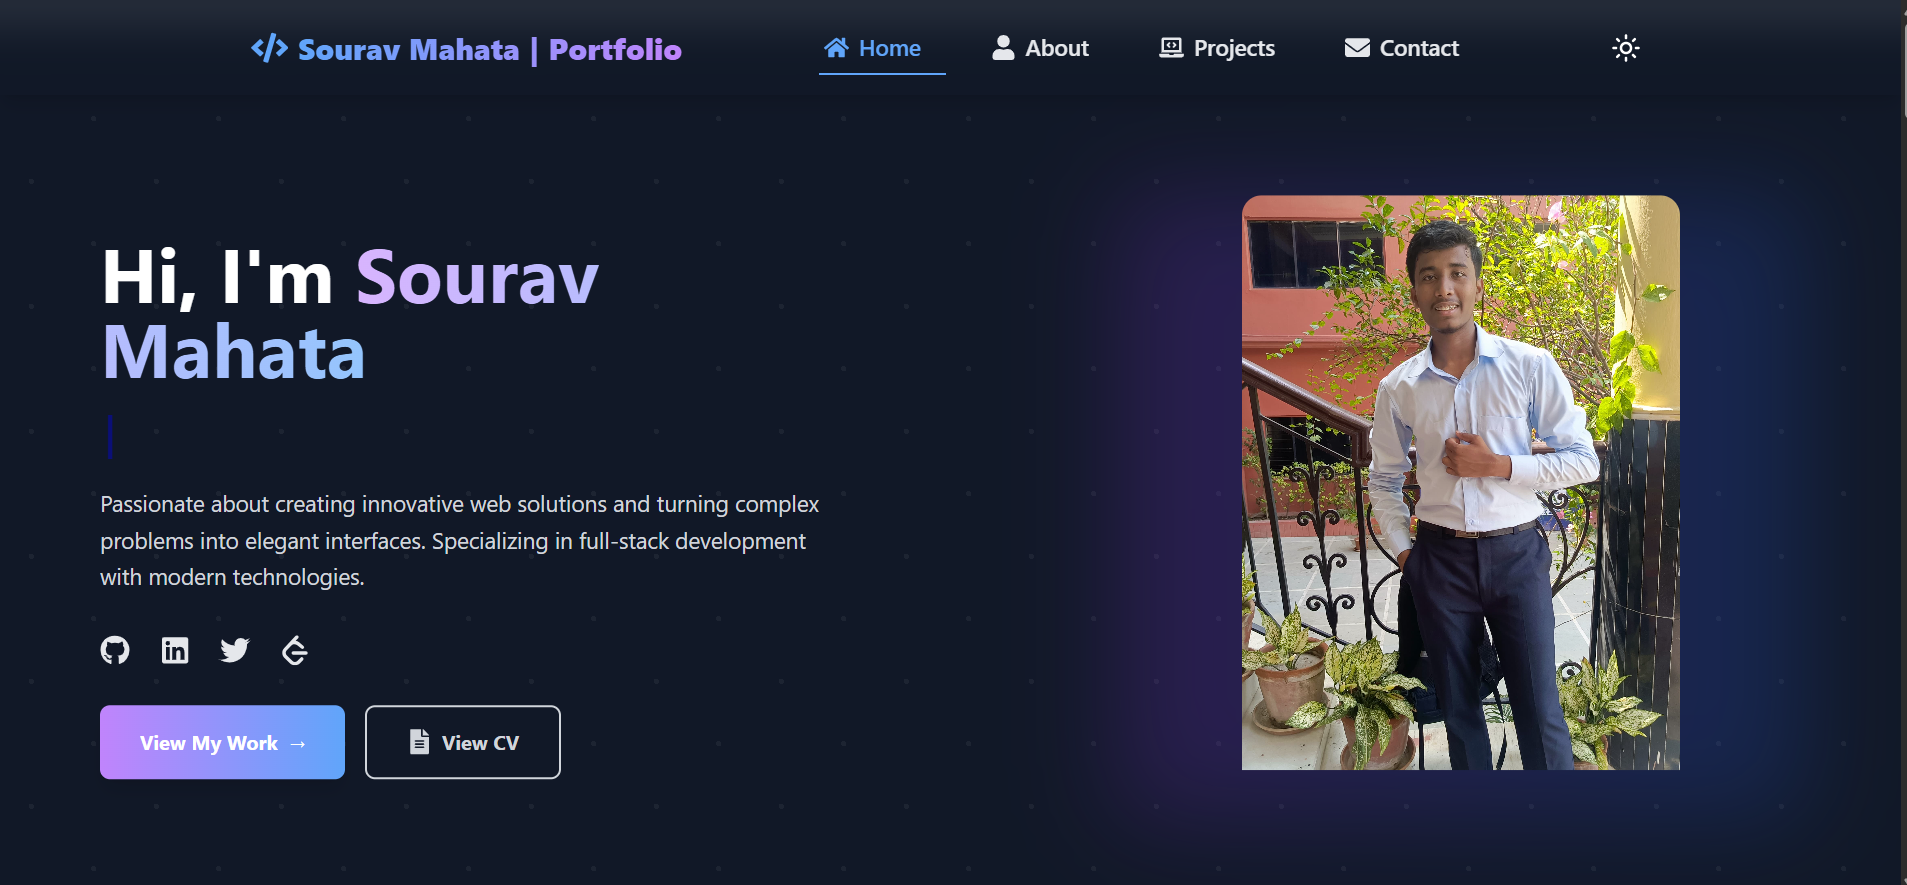 </> Sourav Mahata | Portfolio
Home
About
Projects
Contact
Hi, I'm Sourav
Mahata
Passionate about creating innovative web solutions and turning complex
problems into elegant interfaces. Specializing in full-stack development
with modern technologies.
View My Work →
View CV